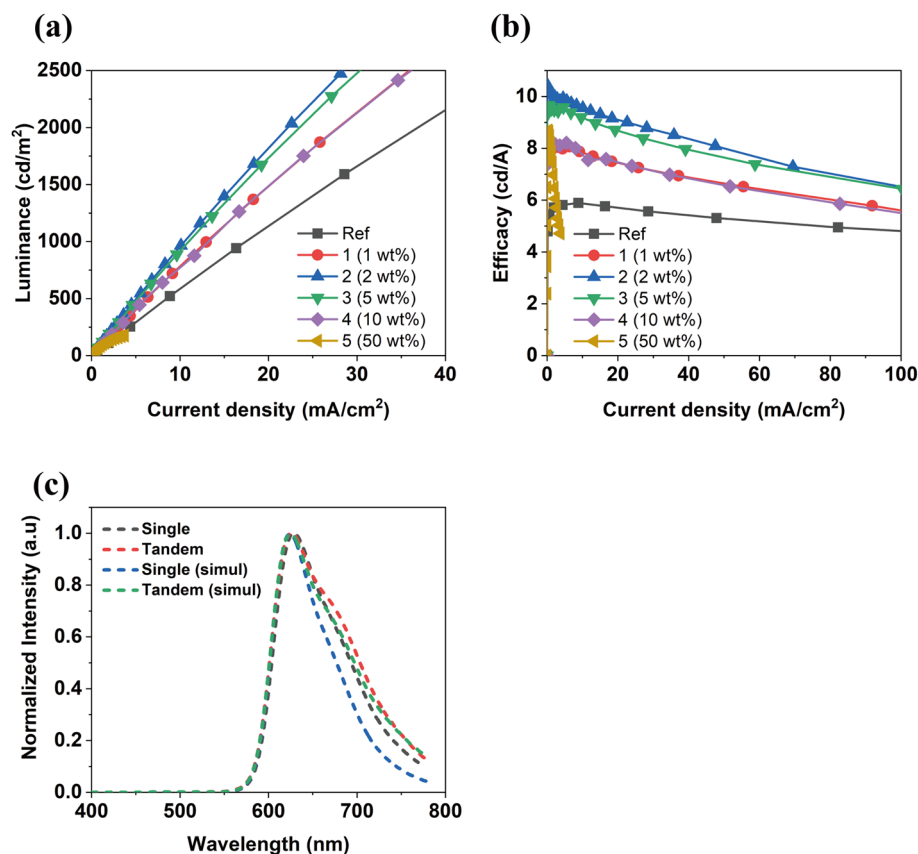 (a)
Luminance (cd/m²)
2500
2000
1500
1000
500
0
0 10 20 30 40
Current density (mA/cm²)
Ref
1 (1 wt%)
2 (2 wt%)
3 (5 wt%)
4 (10 wt%)
5 (50 wt%)
(b)
Efficacy (cd/A)
10
8
6
4
2
0
0 20 40 60 80 100
Current density (mA/cm²)
Ref
1 (1 wt%)
2 (2 wt%)
3 (5 wt%)
4 (10 wt%)
5 (50 wt%)
(c)
Normalized Intensity (a.u)
1.0
0.8
0.6
0.4
0.2
0.0
400 500 600 700 800
Wavelength (nm)
Single
Tandem
Single (simul)
Tandem (simul)